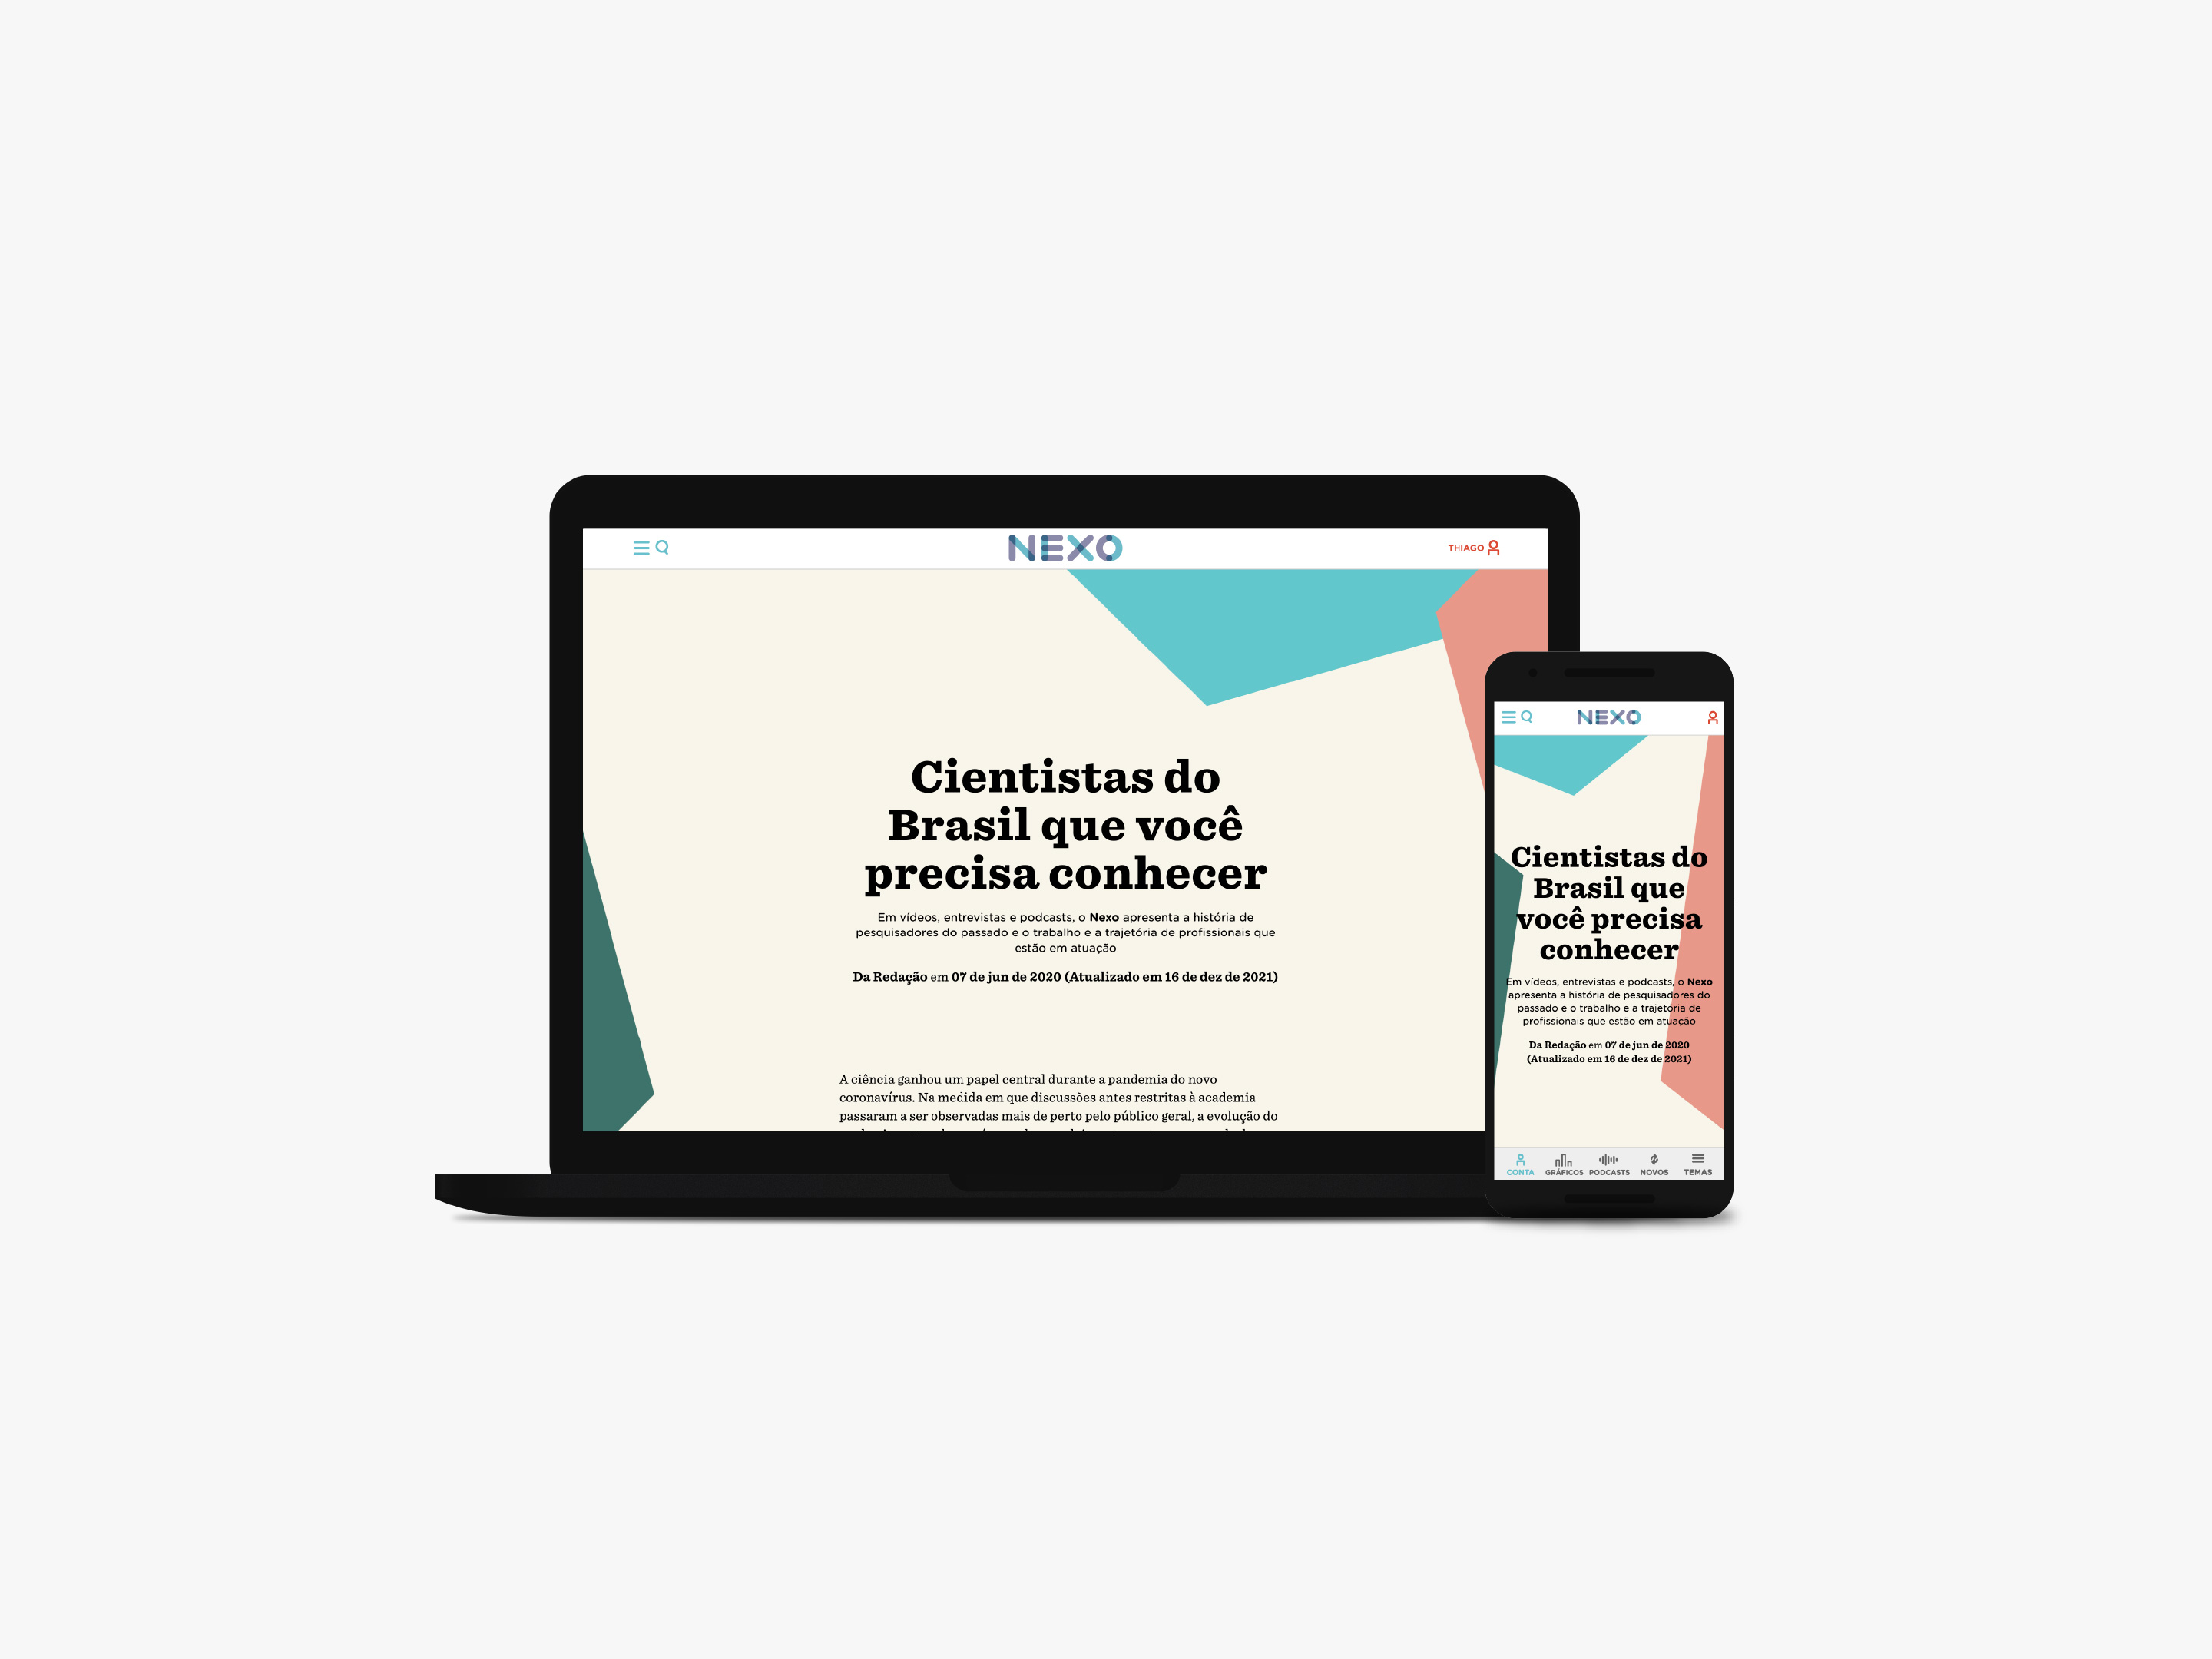 NEXO
THIAGO
Cientistas do
Brasil que você
precisa conhecer
Em vídeos, entrevistas e podcasts, o Nexo apresenta a história de
pesquisadores do passado e o trabalho e a trajetória de profissionais que
estão em atuação
Da Redação em 07 de jun de 2020 (Atualizado em 16 de dez de 2021)
A ciência ganhou um papel central durante a pandemia do novo
coronavírus. Na medida em que discussões antes restritas à academia
passaram a ser observadas mais de perto pelo público geral, a evolução do
NEXO
Cientistas do
Brasil que
você precisa
conhecer
Em vídeos, entrevistas e podcasts, o Nexo
apresenta a história de pesquisadores do
passado e o trabalho e a trajetória de
profissionais que estão em atuação
Da Redação em 07 de jun de 2020
(Atualizado em 16 de dez de 2021)
CONTA GRÁFICOS PODCASTS NOVOS TEMAS